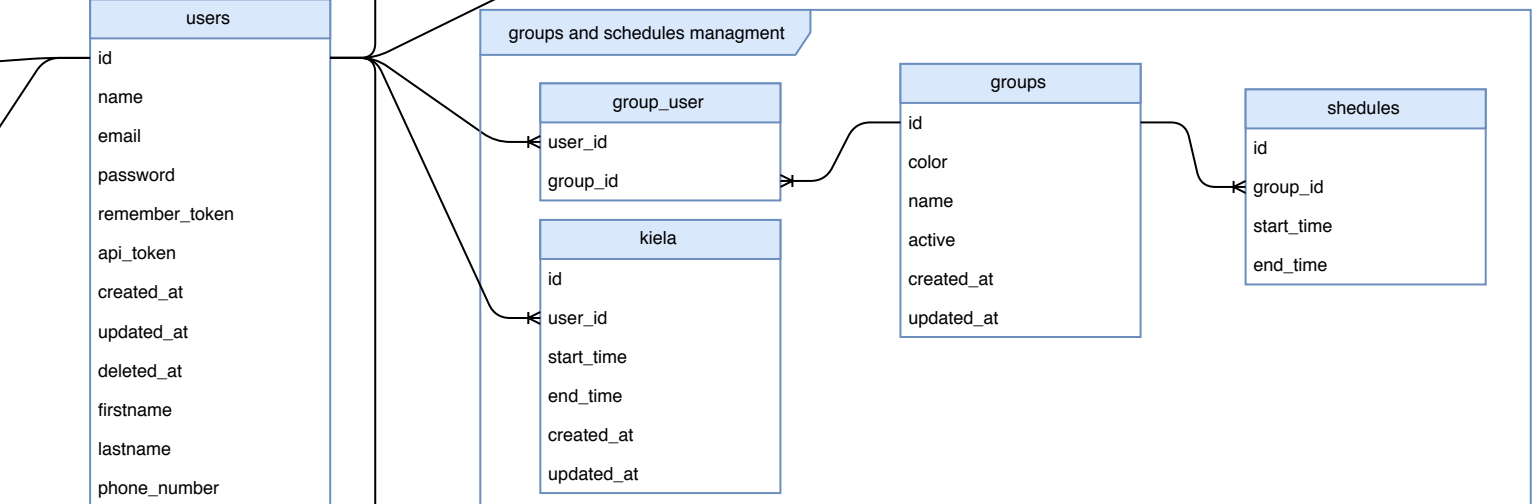 users
id
name
email
password
remember_token
api_token
created_at
updated_at
deleted_at
firstname
lastname
phone_number
groups and schedules managment
group_user
user_id
group_id
kiela
id
user_id
start_time
end_time
created_at
updated_at
groups
id
color
name
active
created_at
updated_at
shedules
id
group_id
start_time
end_time